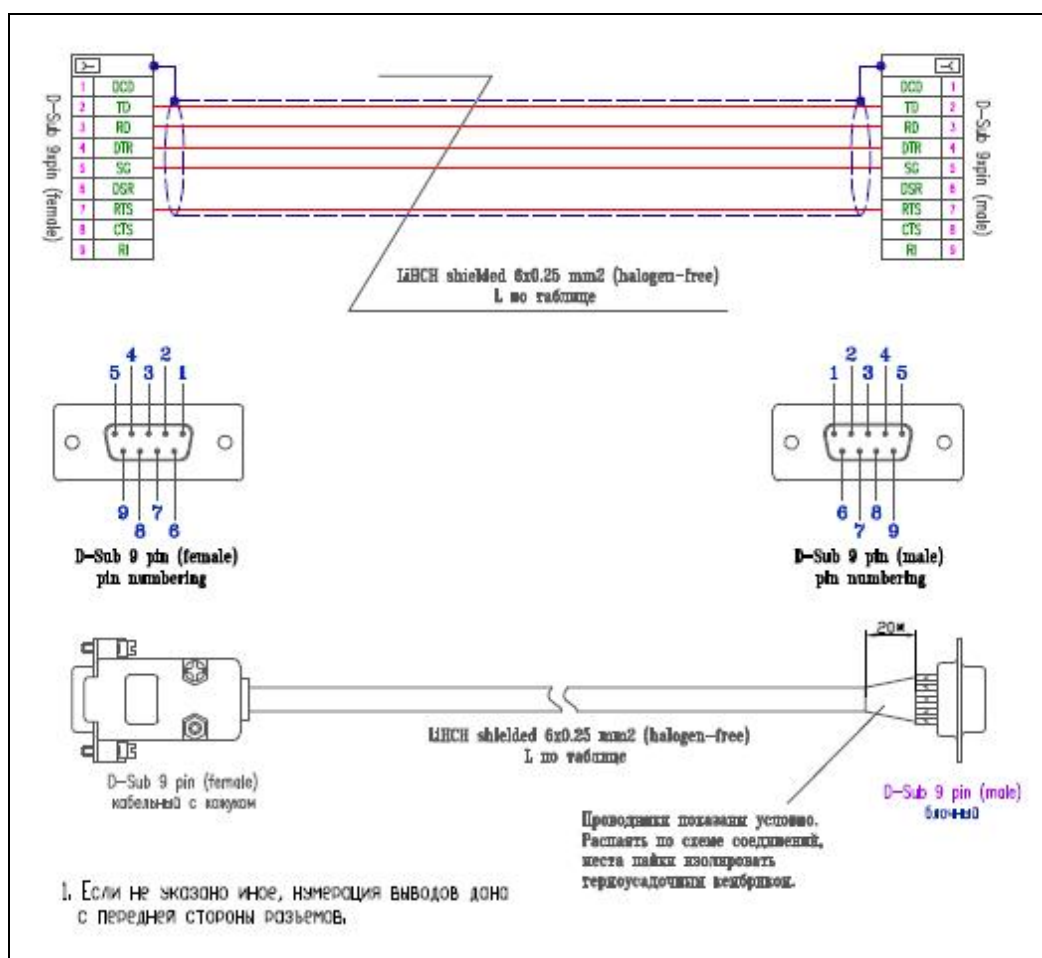 1 DCD
2 TD
3 RD
4 DTR
5 SG
6 DSR
7 RTS
8 CTS
9 RI
D-Sub 9xpin (female)
DCD 1
TD 2
RD 3
DTR 4
SG 5
DSR 6
RTS 7
CTS 8
RI 9
D-Sub 9xpin (male)
LiHCH shielded 6x0.25 mm2 (halogen-free)
L по таблице
5 4 3 2 1
9 8 7 6
D-Sub 9 pin (female)
pin numbering
1 2 3 4 5
6 7 8 9
D-Sub 9 pin (male)
pin numbering
20м
LiHCH shielded 6x0.25 mm2 (halogen-free)
L по таблице
D-Sub 9 pin (female)
кабельный с кожухом
D-Sub 9 pin (male)
блочный
Проводники показаны условно.
Распаять по схеме соединений,
места пайки изолировать
термоусадочным кембриком.
1. Если не указано иное, нумерация выводов дана
с передней стороны разъемов.